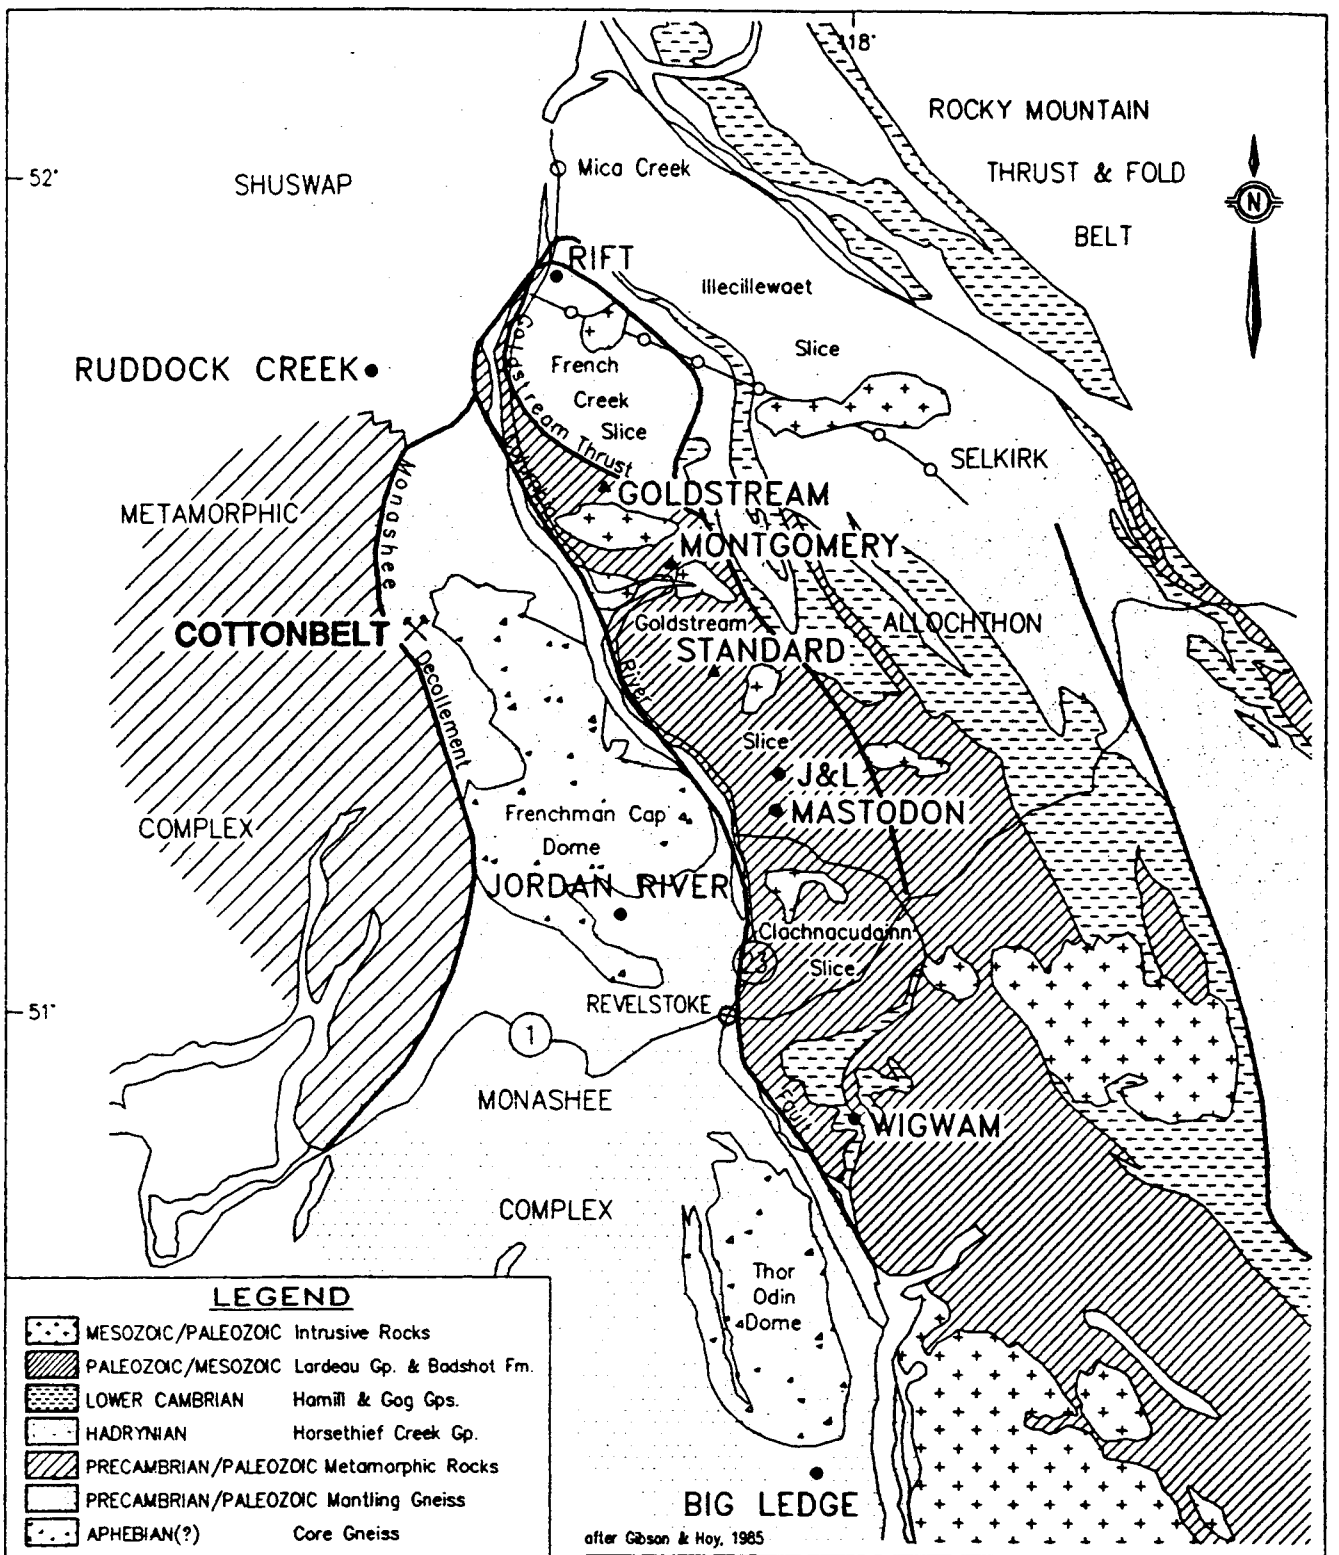 118°
ROCKY MOUNTAIN
THRUST & FOLD
BELT
N
52°
SHUSWAP
Mica Creek
RIFT
Illecillewaet
Slice
RUDDOCK CREEK
French
Creek
Slice
Goldstream Thrust
SELKIRK
METAMORPHIC
Monashee
Columbia
GOLDSTREAM
MONTGOMERY
Goldstream
ALLOCHTHON
COTTONBELT
STANDARD
Decollement
River
Slice
J&L
MASTODON
COMPLEX
Frenchman Cap
Dome
JORDAN RIVER
Clachnacudainn
Slice
23
51°
REVELSTOKE
1
MONASHEE
Fault
WIGWAM
COMPLEX
Thor
Odin
Dome
BIG LEDGE
after Gibson & Hoy, 1985
LEGEND
MESOZOIC/PALEOZOIC Intrusive Rocks
PALEOZOIC/MESOZOIC Lardeau Gp. & Badshot Fm.
LOWER CAMBRIAN Hamill & Gog Gps.
HADRYNIAN Horsethief Creek Gp.
PRECAMBRIAN/PALEOZOIC Metamorphic Rocks
PRECAMBRIAN/PALEOZOIC Mantling Gneiss
APHEBIAN(?) Core Gneiss